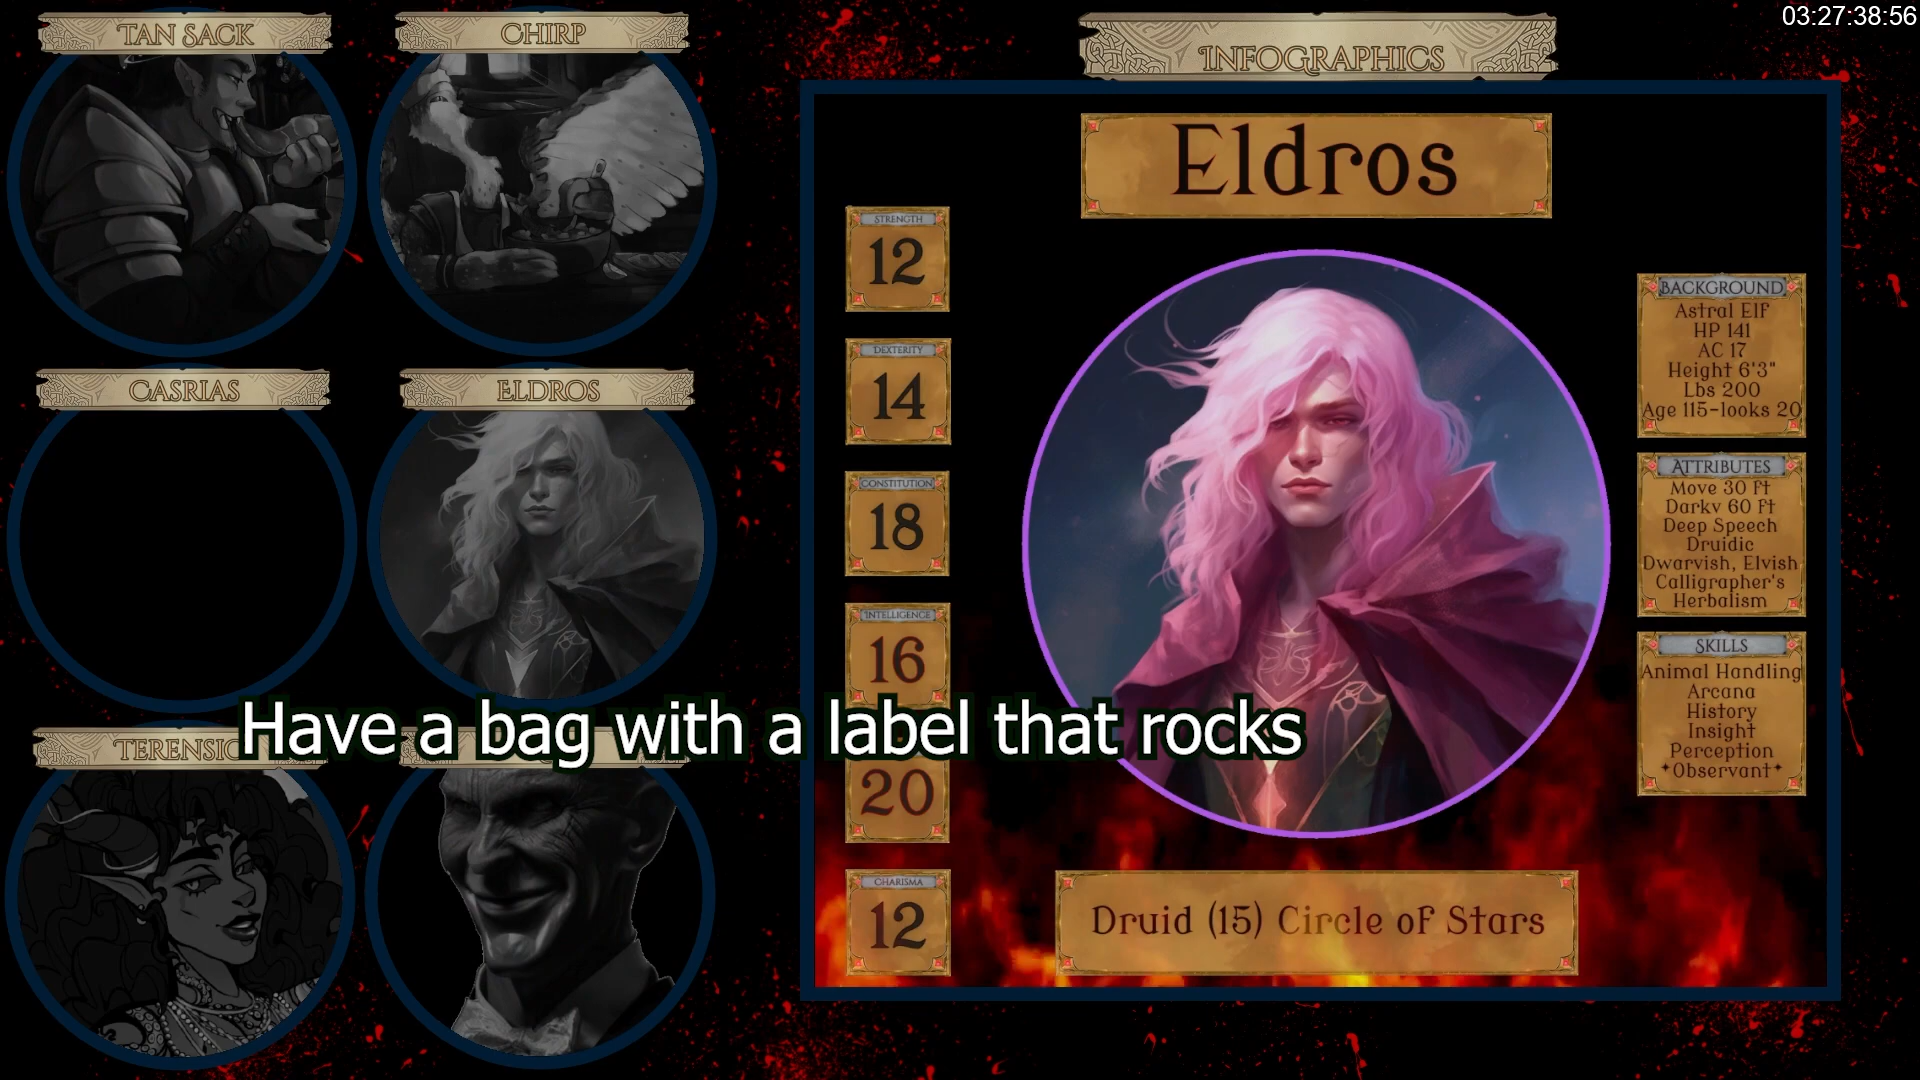 03:27:38:56
TAN SACK
CHIRP
INFOGRAPHICS
Eldros
STRENGTH
12
DEXTERITY
14
CONSTITUTION
18
INTELLIGENCE
16
20
CHARISMA
12
BACKGROUND
Astral Elf
HP 141
AC 17
Height 6'3"
Lbs 200
Age 115-looks 20
ATTRIBUTES
Move 30 ft
Darkv 60 ft
Deep Speech
Druidic
Dwarvish, Elvish
Calligrapher's
Herbalism
SKILLS
Animal Handling
Arcana
History
Insight
Perception
*Observant*
CASRIAS
ELDROS
Have a bag with a label that rocks
Druid (15) Circle of Stars